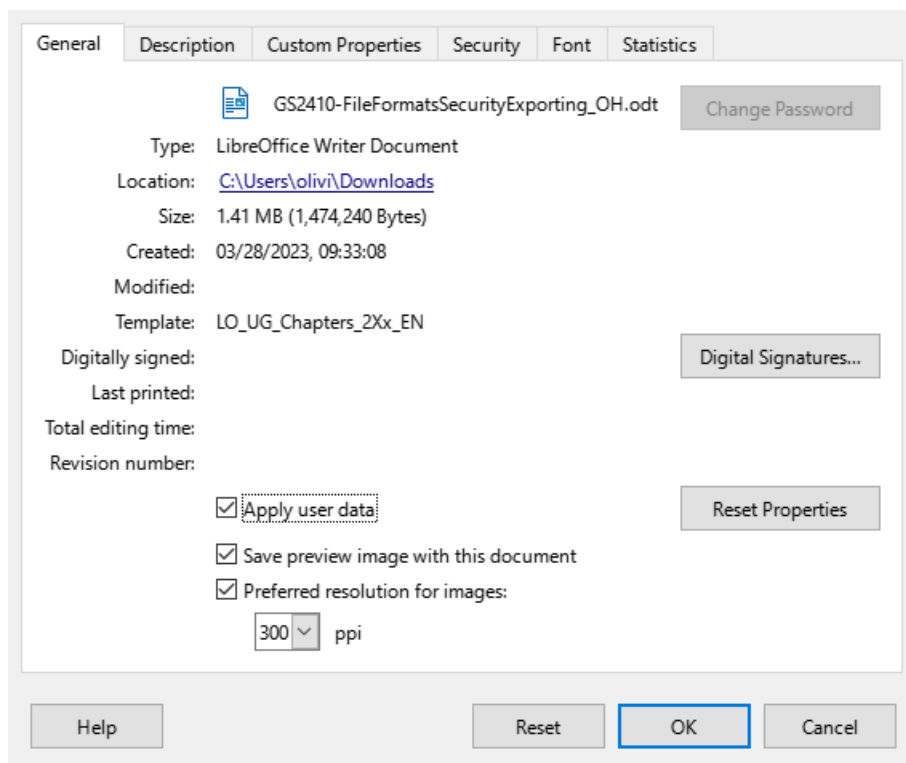 General Description Custom Properties Security Font Statistics
GS2410-FileFormatsSecurityExporting_OH.odt Change Password
Type: LibreOffice Writer Document
Location: C:\Users\olivi\Downloads
Size: 1.41 MB (1,474,240 Bytes)
Created: 03/28/2023, 09:33:08
Modified:
Template: LO_UG_Chapters_2Xx_EN
Digitally signed: Digital Signatures...
Last printed:
Total editing time:
Revision number:
Apply user data Reset Properties
Save preview image with this document
Preferred resolution for images:
300 ppi
Help Reset OK Cancel